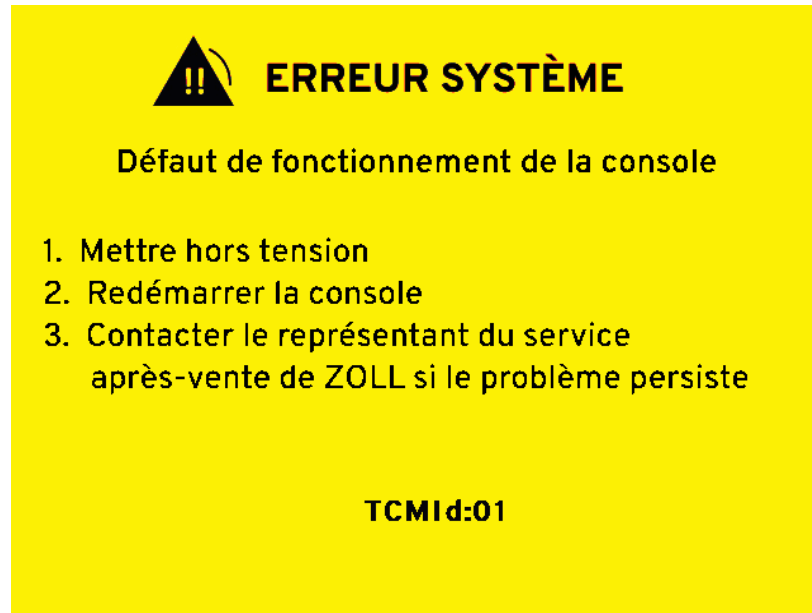 !!
ERREUR SYSTÈME
Défaut de fonctionnement de la console
1. Mettre hors tension
2. Redémarrer la console
3. Contacter le représentant du service
après-vente de ZOLL si le problème persiste
TCMId:01